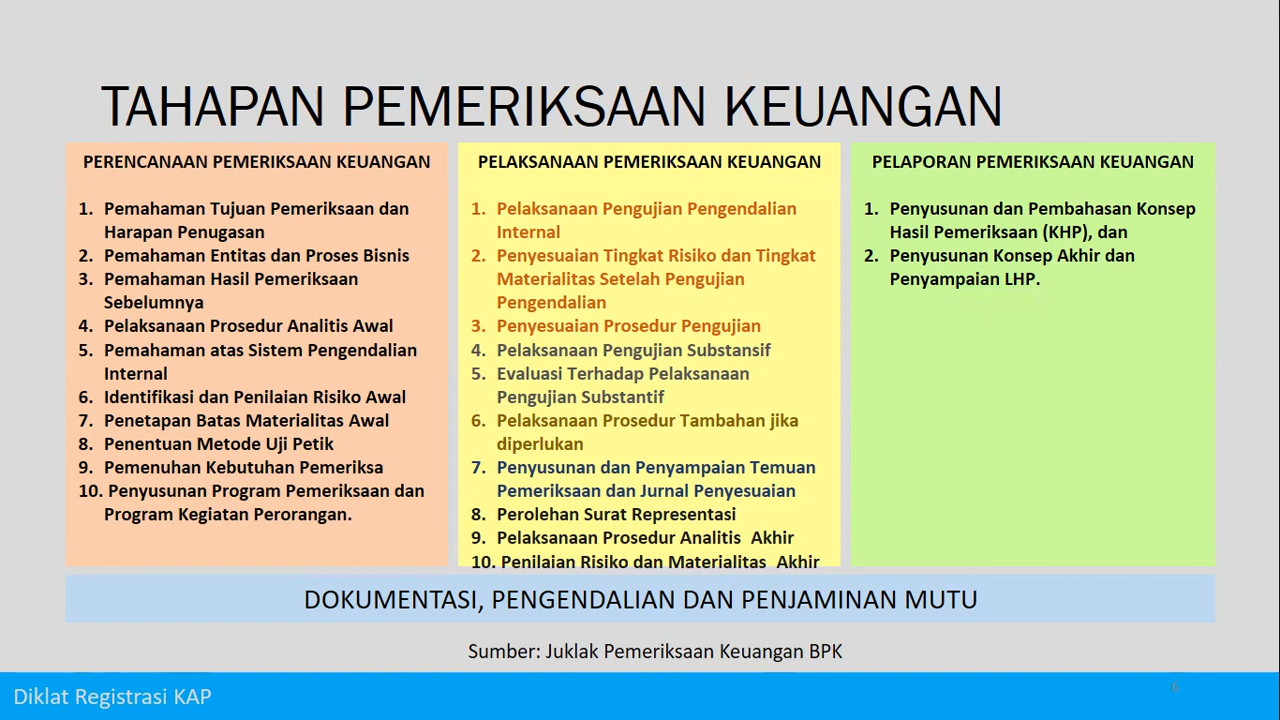 TAHAPAN PEMERIKSAAN KEUANGAN
PERENCANAAN PEMERIKSAAN KEUANGAN
1. Pemahaman Tujuan Pemeriksaan dan
Harapan Penugasan
2. Pemahaman Entitas dan Proses Bisnis
3. Pemahaman Hasil Pemeriksaan
Sebelumnya
4. Pelaksanaan Prosedur Analitis Awal
5. Pemahaman atas Sistem Pengendalian
Internal
6. Identifikasi dan Penilaian Risiko Awal
7. Penetapan Batas Materialitas Awal
8. Penentuan Metode Uji Petik
9. Pemenuhan Kebutuhan Pemeriksa
10. Penyusunan Program Pemeriksaan dan
Program Kegiatan Perorangan.
PELAKSANAAN PEMERIKSAAN KEUANGAN
1. Pelaksanaan Pengujian Pengendalian
Internal
2. Penyesuaian Tingkat Risiko dan Tingkat
Materialitas Setelah Pengujian
Pengendalian
3. Penyesuaian Prosedur Pengujian
4. Pelaksanaan Pengujian Substansif
5. Evaluasi Terhadap Pelaksanaan
Pengujian Substantif
6. Pelaksanaan Prosedur Tambahan jika
diperlukan
7. Penyusunan dan Penyampaian Temuan
Pemeriksaan dan Jurnal Penyesuaian
8. Perolehan Surat Representasi
9. Pelaksanaan Prosedur Analitis Akhir
10. Penilaian Risiko dan Materialitas Akhir
PELAPORAN PEMERIKSAAN KEUANGAN
1. Penyusunan dan Pembahasan Konsep
Hasil Pemeriksaan (KHP), dan
2. Penyusunan Konsep Akhir dan
Penyampaian LHP.
DOKUMENTASI, PENGENDALIAN DAN PENJAMINAN MUTU
Sumber: Juklak Pemeriksaan Keuangan BPK
Diklat Registrasi KAP
6